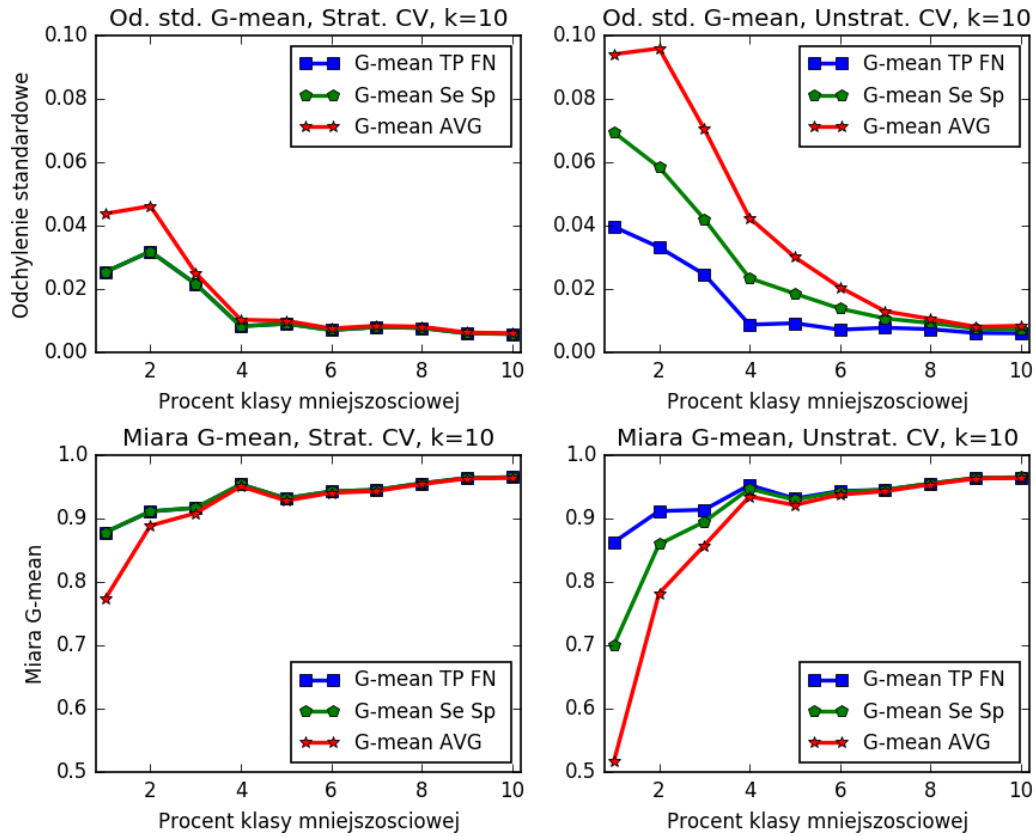 Od. std. G-mean, Strat. CV, k=10
0.10
0.08
0.06
0.04
0.02
0.00
Odchylenie standardowe
G-mean TP FN
G-mean Se Sp
G-mean AVG
2
4
6
8
10
Procent klasy mniejszosciowej
Od. std. G-mean, Unstrat. CV, k=10
0.10
0.08
0.06
0.04
0.02
0.00
G-mean TP FN
G-mean Se Sp
G-mean AVG
2
4
6
8
10
Procent klasy mniejszosciowej
Miara G-mean, Strat. CV, k=10
1.0
0.9
0.8
0.7
0.6
0.5
Miara G-mean
G-mean TP FN
G-mean Se Sp
G-mean AVG
2
4
6
8
10
Procent klasy mniejszosciowej
Miara G-mean, Unstrat. CV, k=10
1.0
0.9
0.8
0.7
0.6
0.5
G-mean TP FN
G-mean Se Sp
G-mean AVG
2
4
6
8
10
Procent klasy mniejszosciowej